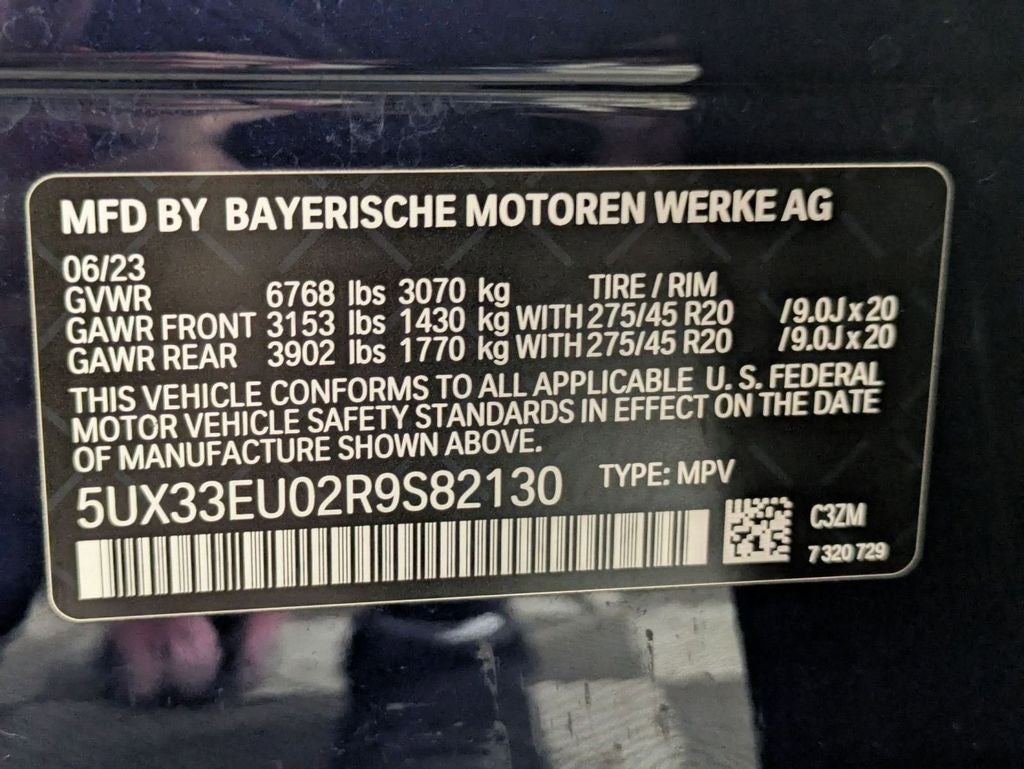 MFD BY BAYERISCHE MOTOREN WERKE AG
06/23
GVWR 6768 lbs 3070 kg TIRE / RIM
GAWR FRONT 3153 lbs 1430 kg WITH 275/45 R20 /9.0J x 20
GAWR REAR 3902 lbs 1770 kg WITH 275/45 R20 /9.0J x 20
THIS VEHICLE CONFORMS TO ALL APPLICABLE U. S. FEDERAL
MOTOR VEHICLE SAFETY STANDARDS IN EFFECT ON THE DATE
OF MANUFACTURE SHOWN ABOVE.
5UX33EU02R9S82130 TYPE: MPV
C3ZM
7 320 729